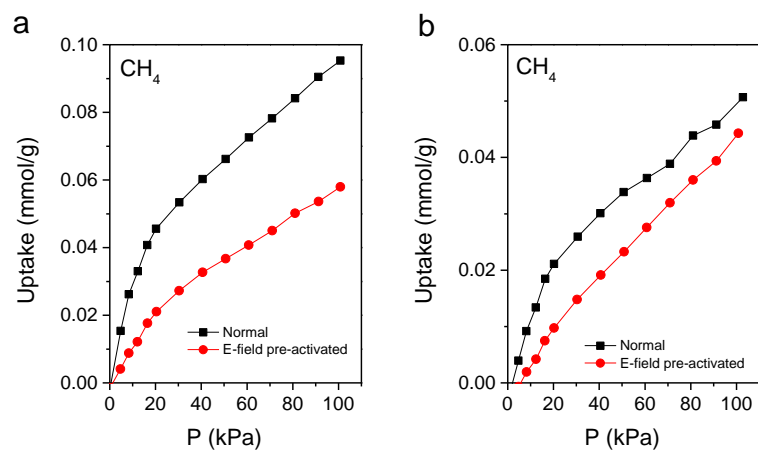 a
CH4
Uptake (mmol/g)
0.10
0.08
0.06
0.04
0.02
0.00
Normal
E-field pre-activated
0 20 40 60 80 100
P (kPa)
b
CH4
Uptake (mmol/g)
0.06
0.04
0.02
0.00
Normal
E-field pre-activated
0 20 40 60 80 100
P (kPa)